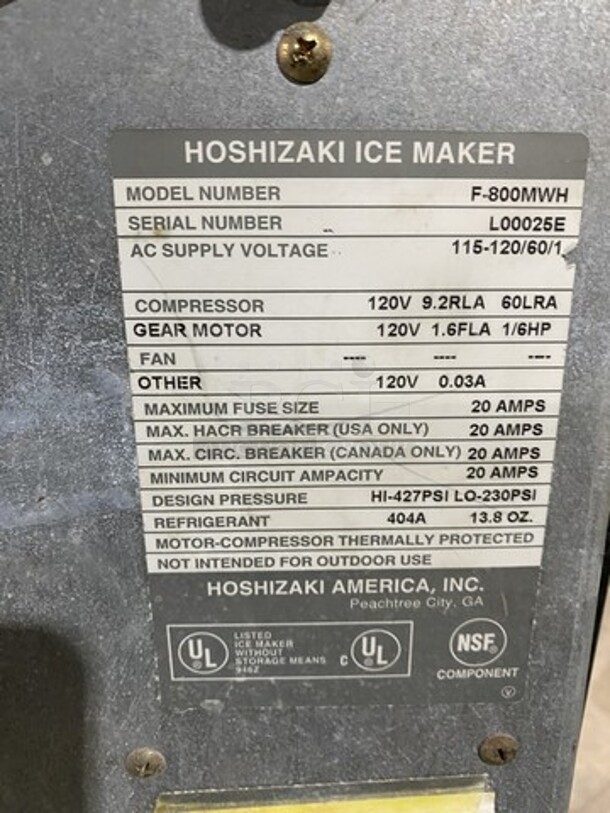 HOSHIZAKI ICE MAKER
MODEL NUMBER F-800MWH
SERIAL NUMBER L00025E
AC SUPPLY VOLTAGE 115-120/60/1
COMPRESSOR 120V 9.2RLA 60LRA
GEAR MOTOR 120V 1.6FLA 1/6HP
FAN ---- ---- ----
OTHER 120V 0.03A
MAXIMUM FUSE SIZE 20 AMPS
MAX. HACR BREAKER (USA ONLY) 20 AMPS
MAX. CIRC. BREAKER (CANADA ONLY) 20 AMPS
MINIMUM CIRCUIT AMPACITY 20 AMPS
DESIGN PRESSURE HI-427PSI LO-230PSI
REFRIGERANT 404A 13.8 OZ.
MOTOR-COMPRESSOR THERMALLY PROTECTED
NOT INTENDED FOR OUTDOOR USE
HOSHIZAKI AMERICA, INC.
Peachtree City, GA
UL
LISTED
ICE MAKER
WITHOUT
STORAGE MEANS
946Z
C UL
NSF
COMPONENT
V